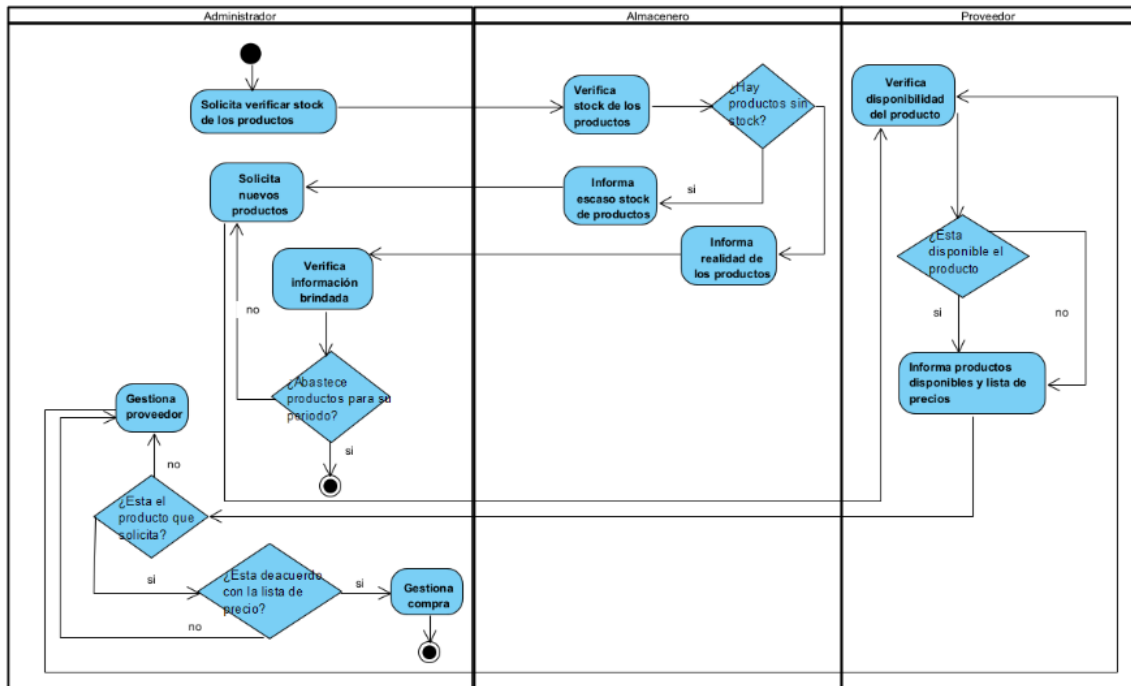 Administrador
Almacenero
Proveedor
Solicita verificar stock
de los productos
Verifica
stock de los
productos
¿Hay
productos sin
stock?
Verifica
disponibilidad
del producto
Solicita
nuevos
productos
Informa
escaso stock
de productos
si
Informa
realidad de
los productos
¿Esta
disponible el
producto
Verifica
información
brindada
no
si
no
¿Abastece
productos para su
periodo?
Informa productos
disponibles y lista de
precios
Gestiona
proveedor
si
no
¿Esta el
producto que
solicita?
si
¿Esta deacuerdo
con la lista de
precio?
si
Gestiona
compra
no